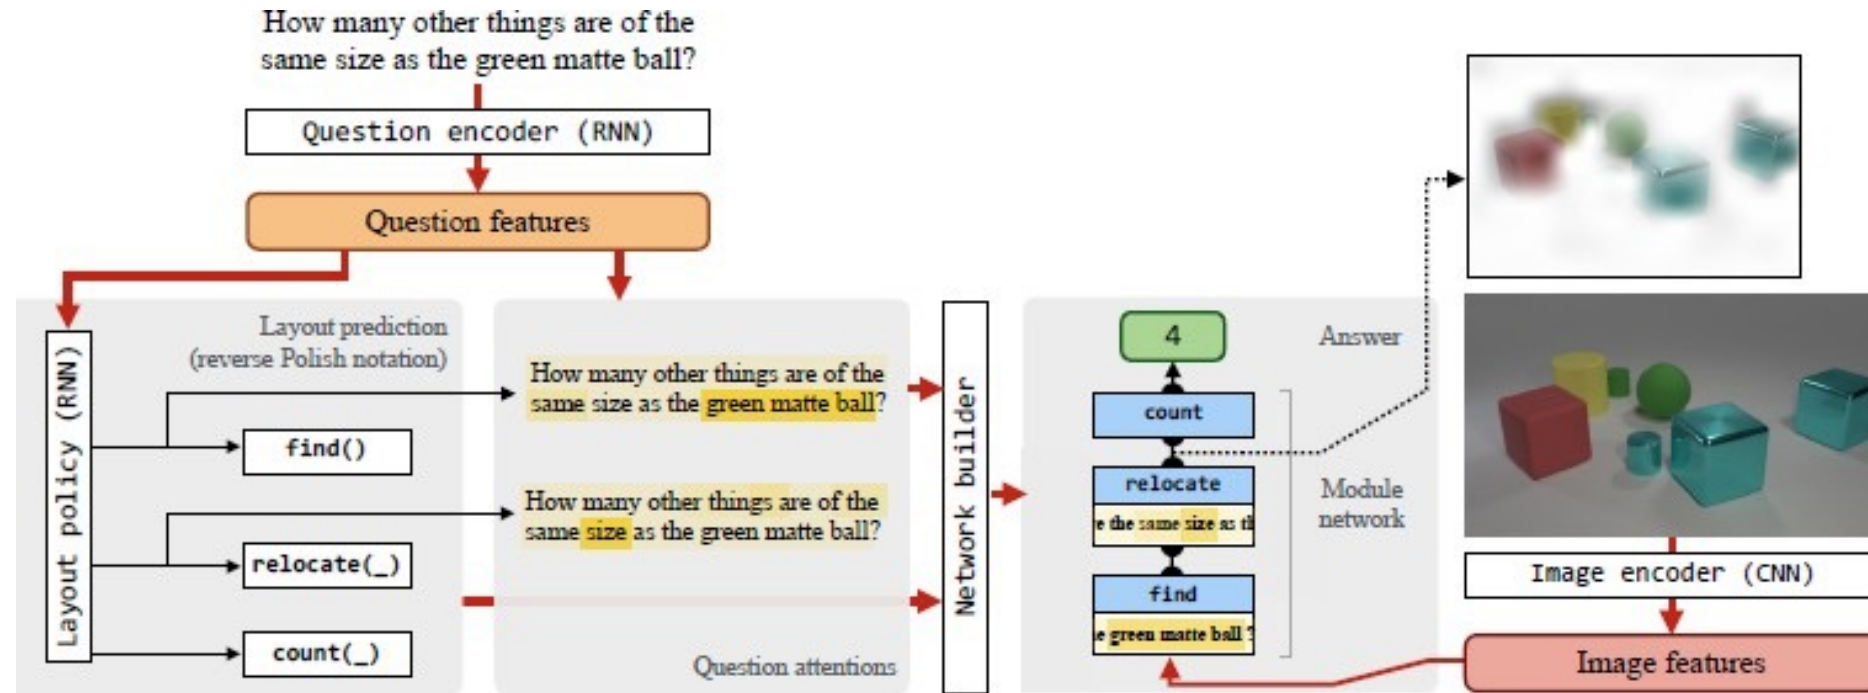 How many other things are of the
same size as the green matte ball?
Question encoder (RNN)
Question features
Layout prediction
(reverse Polish notation)
Layout policy (RNN)
find()
relocate(_)
count(_)
How many other things are of the
same size as the green matte ball?
How many other things are of the
same size as the green matte ball?
Question attentions
Network builder
4
Answer
count
relocate
the same size as
find
green matte ball ?
Module
network
Image encoder (CNN)
Image features